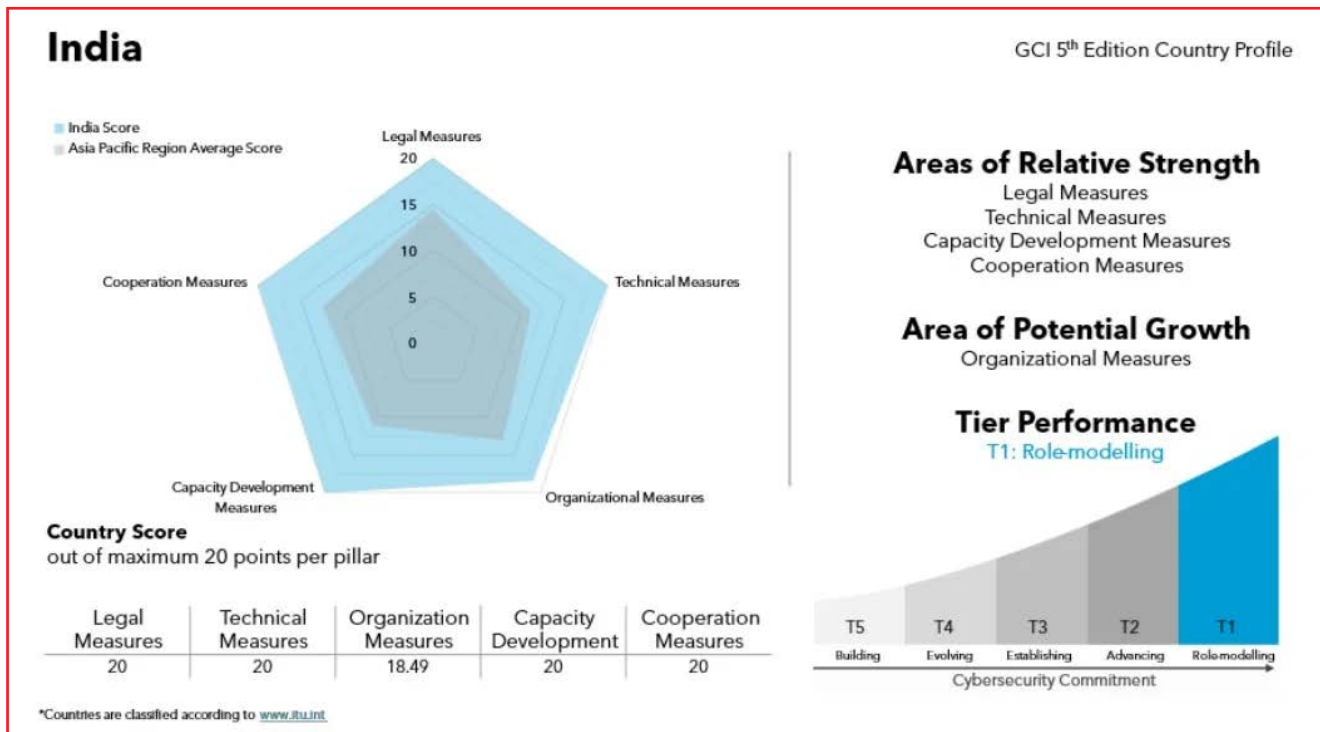 India
GCI 5th Edition Country Profile
India Score
Asia Pacific Region Average Score
Legal Measures
20
15
10
5
0
Technical Measures
Cooperation Measures
Capacity Development
Measures
Organizational Measures
Areas of Relative Strength
Legal Measures
Technical Measures
Capacity Development Measures
Cooperation Measures
Area of Potential Growth
Organizational Measures
Tier Performance
T1: Role-modelling
Country Score
out of maximum 20 points per pillar
Legal Measures
Technical Measures
Organization Measures
Capacity Development
Cooperation Measures
20 20 18.49 20 20
T5 T4 T3 T2 T1
Building Evolving Establishing Advancing Role-modelling
Cybersecurity Commitment
*Countries are classified according to www.itu.int